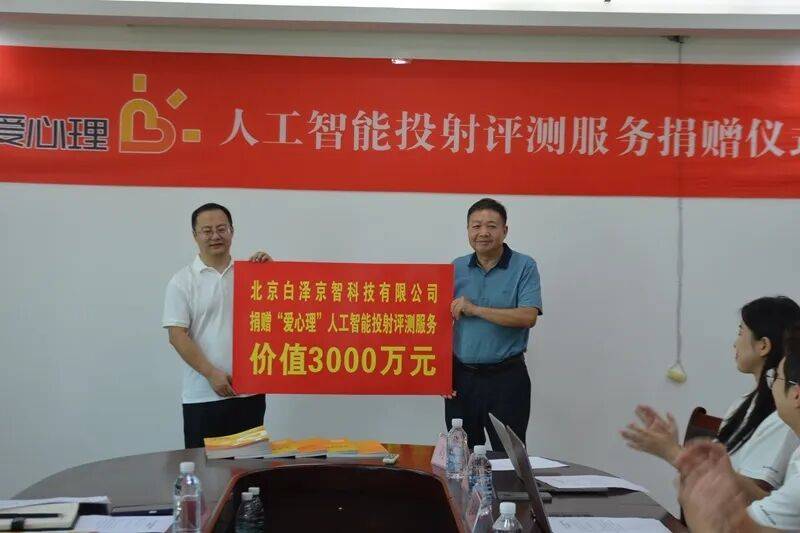 爱心理
人工智能投射评测服务捐赠仪式
北京白泽京智科技有限公司
捐赠“爱心理”人工智能投射评测服务
价值3000万元